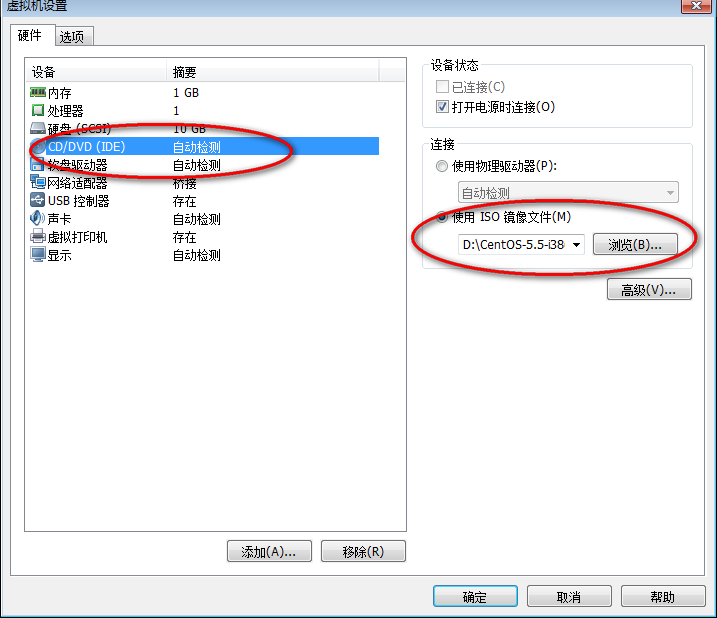 虚拟机设置
硬件 选项
设备 摘要
内存 1 GB
处理器 1
硬盘 (SCSI) 10 GB
CD/DVD (IDE) 自动检测
软盘驱动器 自动检测
网络适配器 桥接
USB 控制器 存在
声卡 自动检测
虚拟打印机 存在
显示 自动检测
添加(A)... 移除(R)
设备状态
已连接(C)
打开电源时连接(O)
连接
使用物理驱动器(P):
自动检测
使用 ISO 镜像文件(M)
D:\CentOS-5.5-i38 浏览(B)...
高级(V)...
确定 取消 帮助